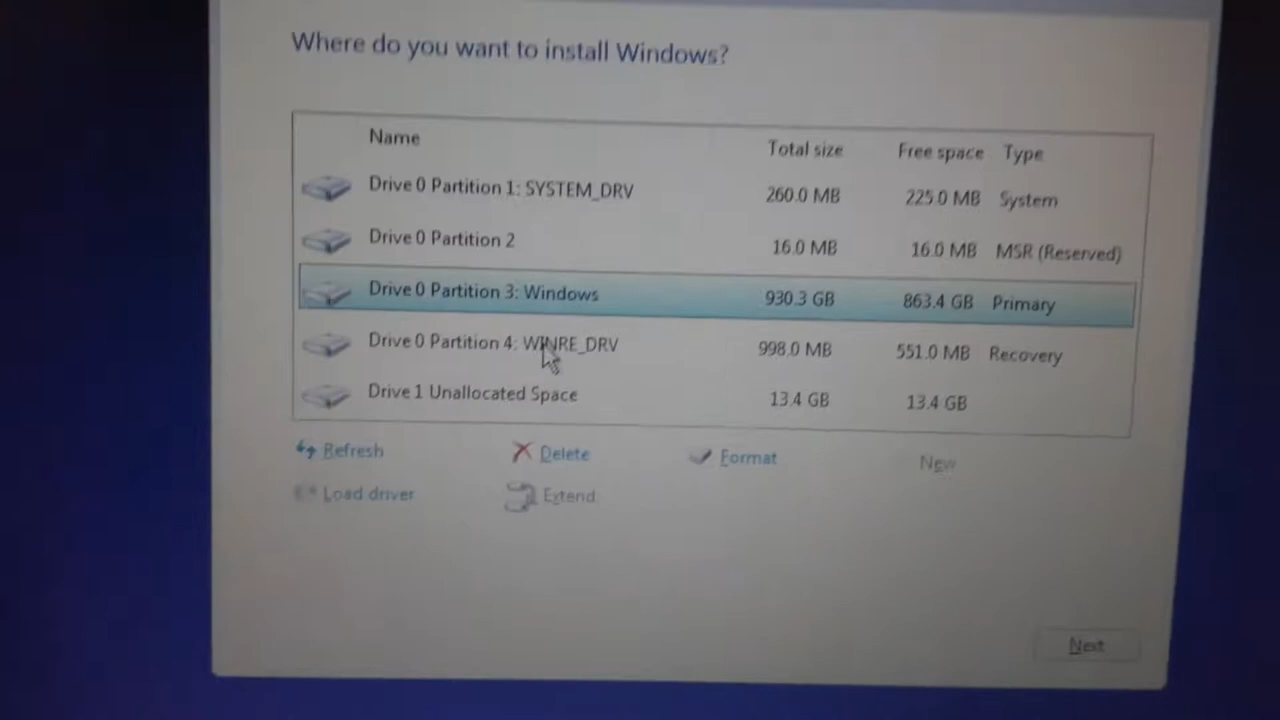 Where do you want to install Windows?
Name Total size Free space Type
Drive 0 Partition 1: SYSTEM_DRV 260.0 MB 225.0 MB System
Drive 0 Partition 2 16.0 MB 16.0 MB MSR (Reserved)
Drive 0 Partition 3: Windows 930.3 GB 863.4 GB Primary
Drive 0 Partition 4: WINRE_DRV 998.0 MB 551.0 MB Recovery
Drive 1 Unallocated Space 13.4 GB 13.4 GB
Refresh Delete Format New
Load driver Extend
Next